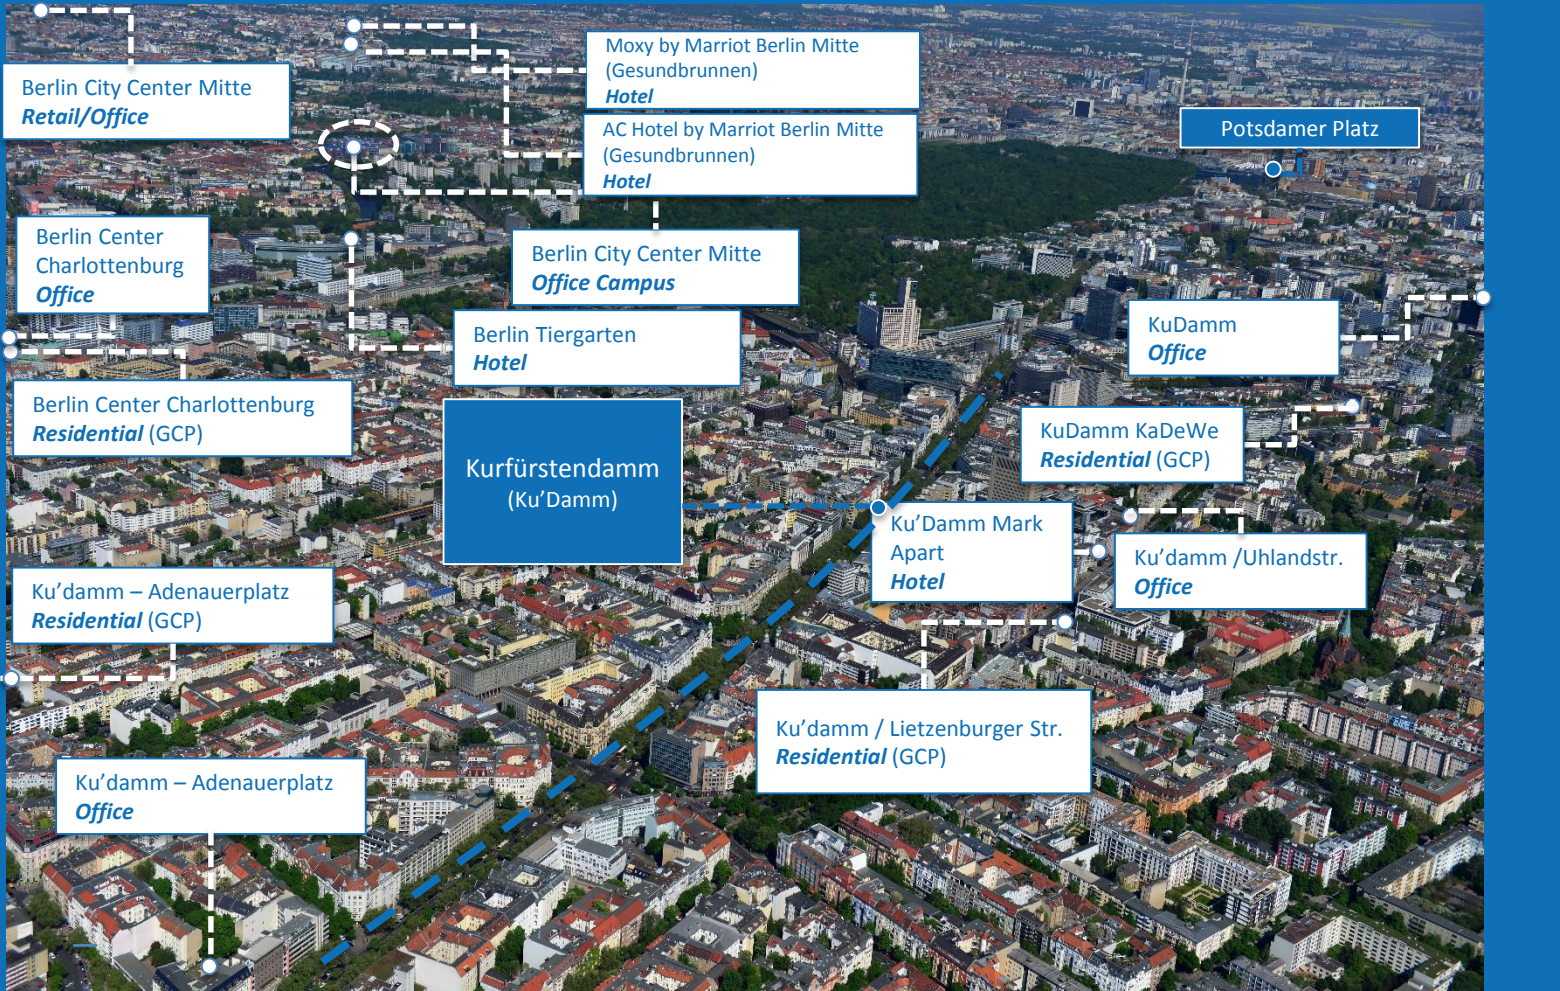 Moxy by Marriot Berlin Mitte
(Gesundbrunnen)
Hotel
Berlin City Center Mitte
Retail/Office
AC Hotel by Marriot Berlin Mitte
(Gesundbrunnen)
Hotel
Potsdamer Platz
Berlin Center
Charlottenburg
Office
Berlin City Center Mitte
Office Campus
KuDamm
Office
Berlin Tiergarten
Hotel
Berlin Center Charlottenburg
Residential (GCP)
KuDamm KaDeWe
Residential (GCP)
Kurfürstendamm
(Ku’Damm)
Ku’Damm Mark
Apart
Hotel
Ku’damm /Uhlandstr.
Office
Ku’damm – Adenauerplatz
Residential (GCP)
Ku’damm / Lietzenburger Str.
Residential (GCP)
Ku’damm – Adenauerplatz
Office